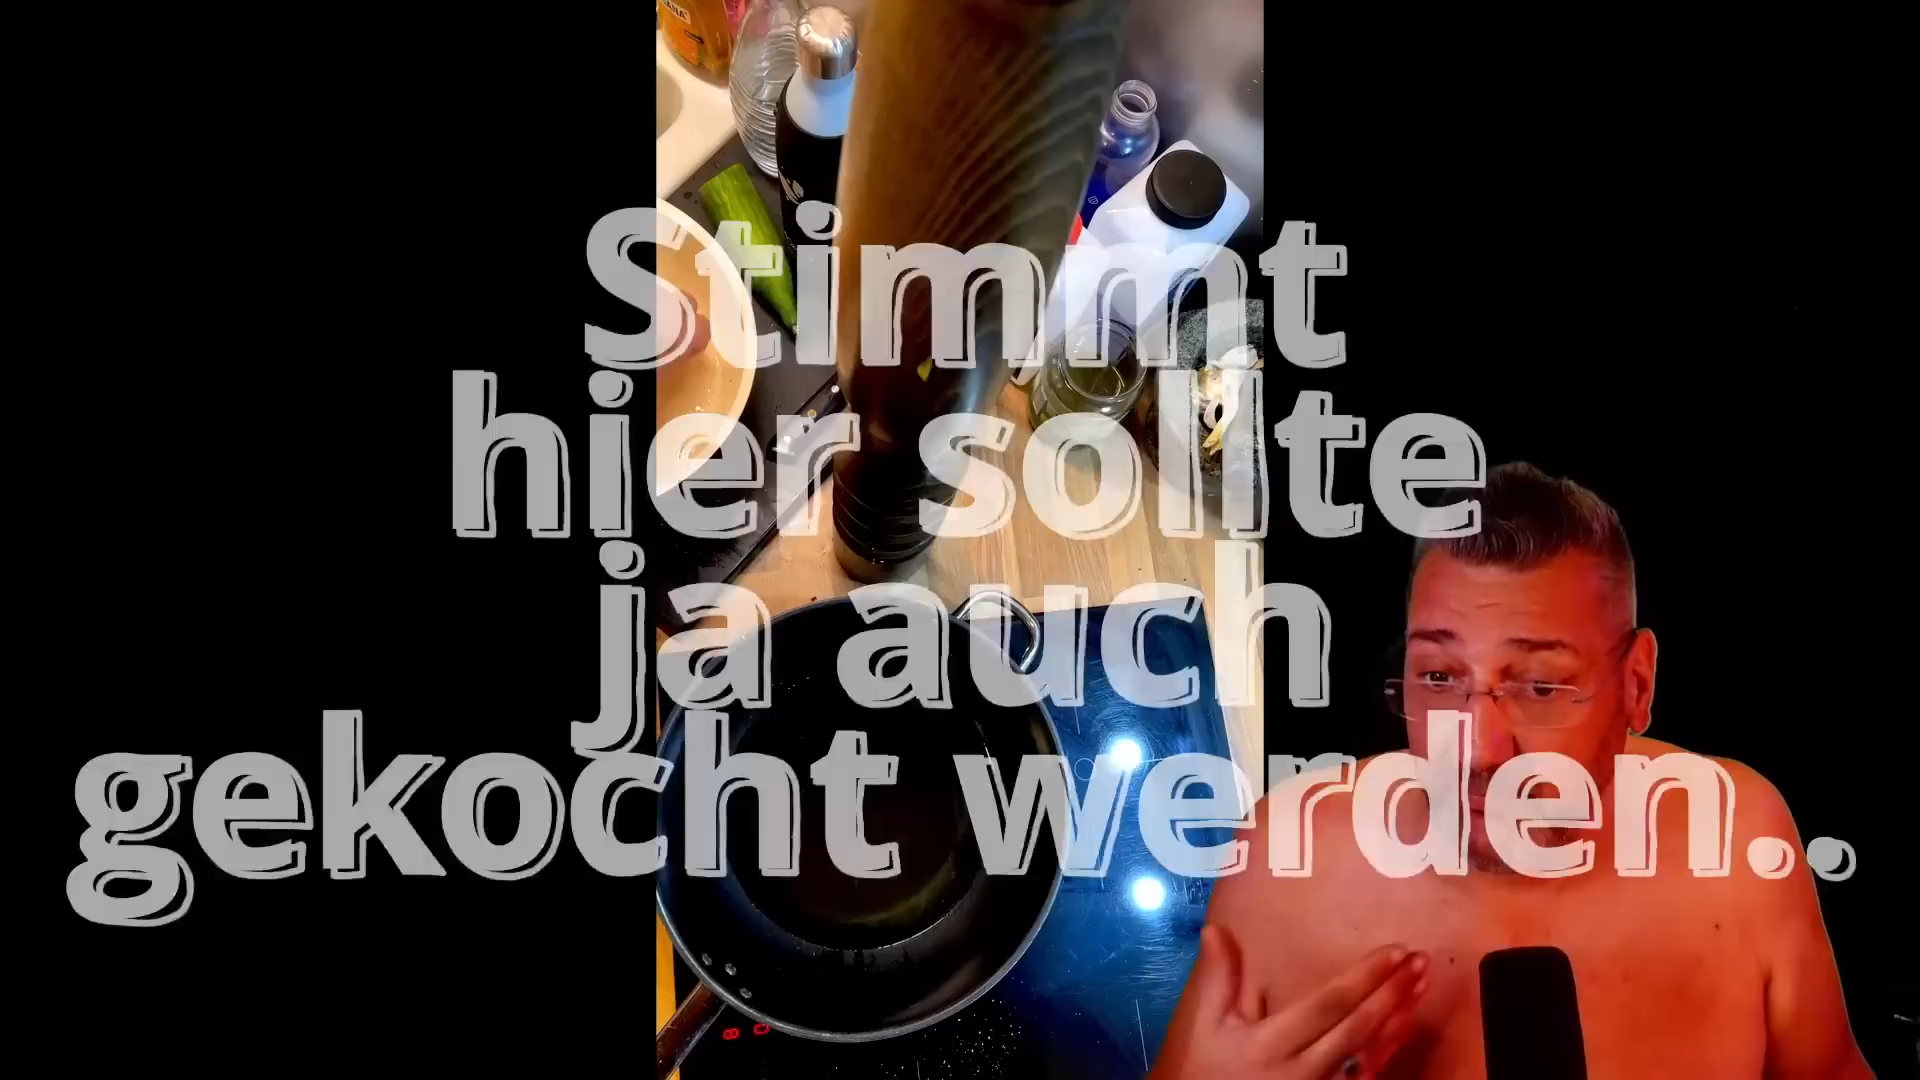 Stimmt
hier sollte
ja auch
gekocht werden..